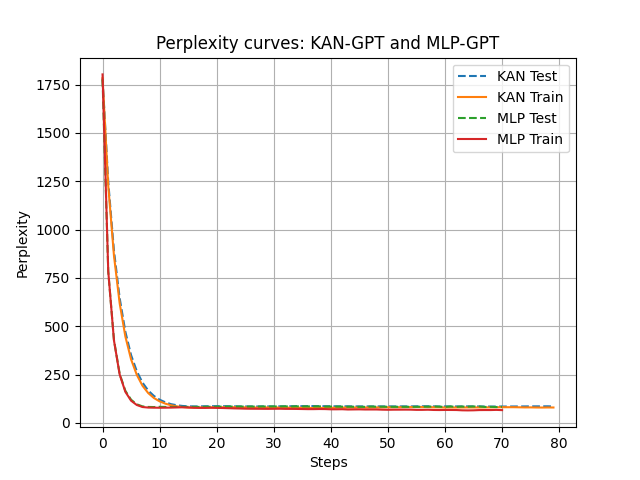 Perplexity curves: KAN-GPT and MLP-GPT
KAN Test
KAN Train
MLP Test
MLP Train
Perplexity
1750
1500
1250
1000
750
500
250
0
0 10 20 30 40 50 60 70 80
Steps